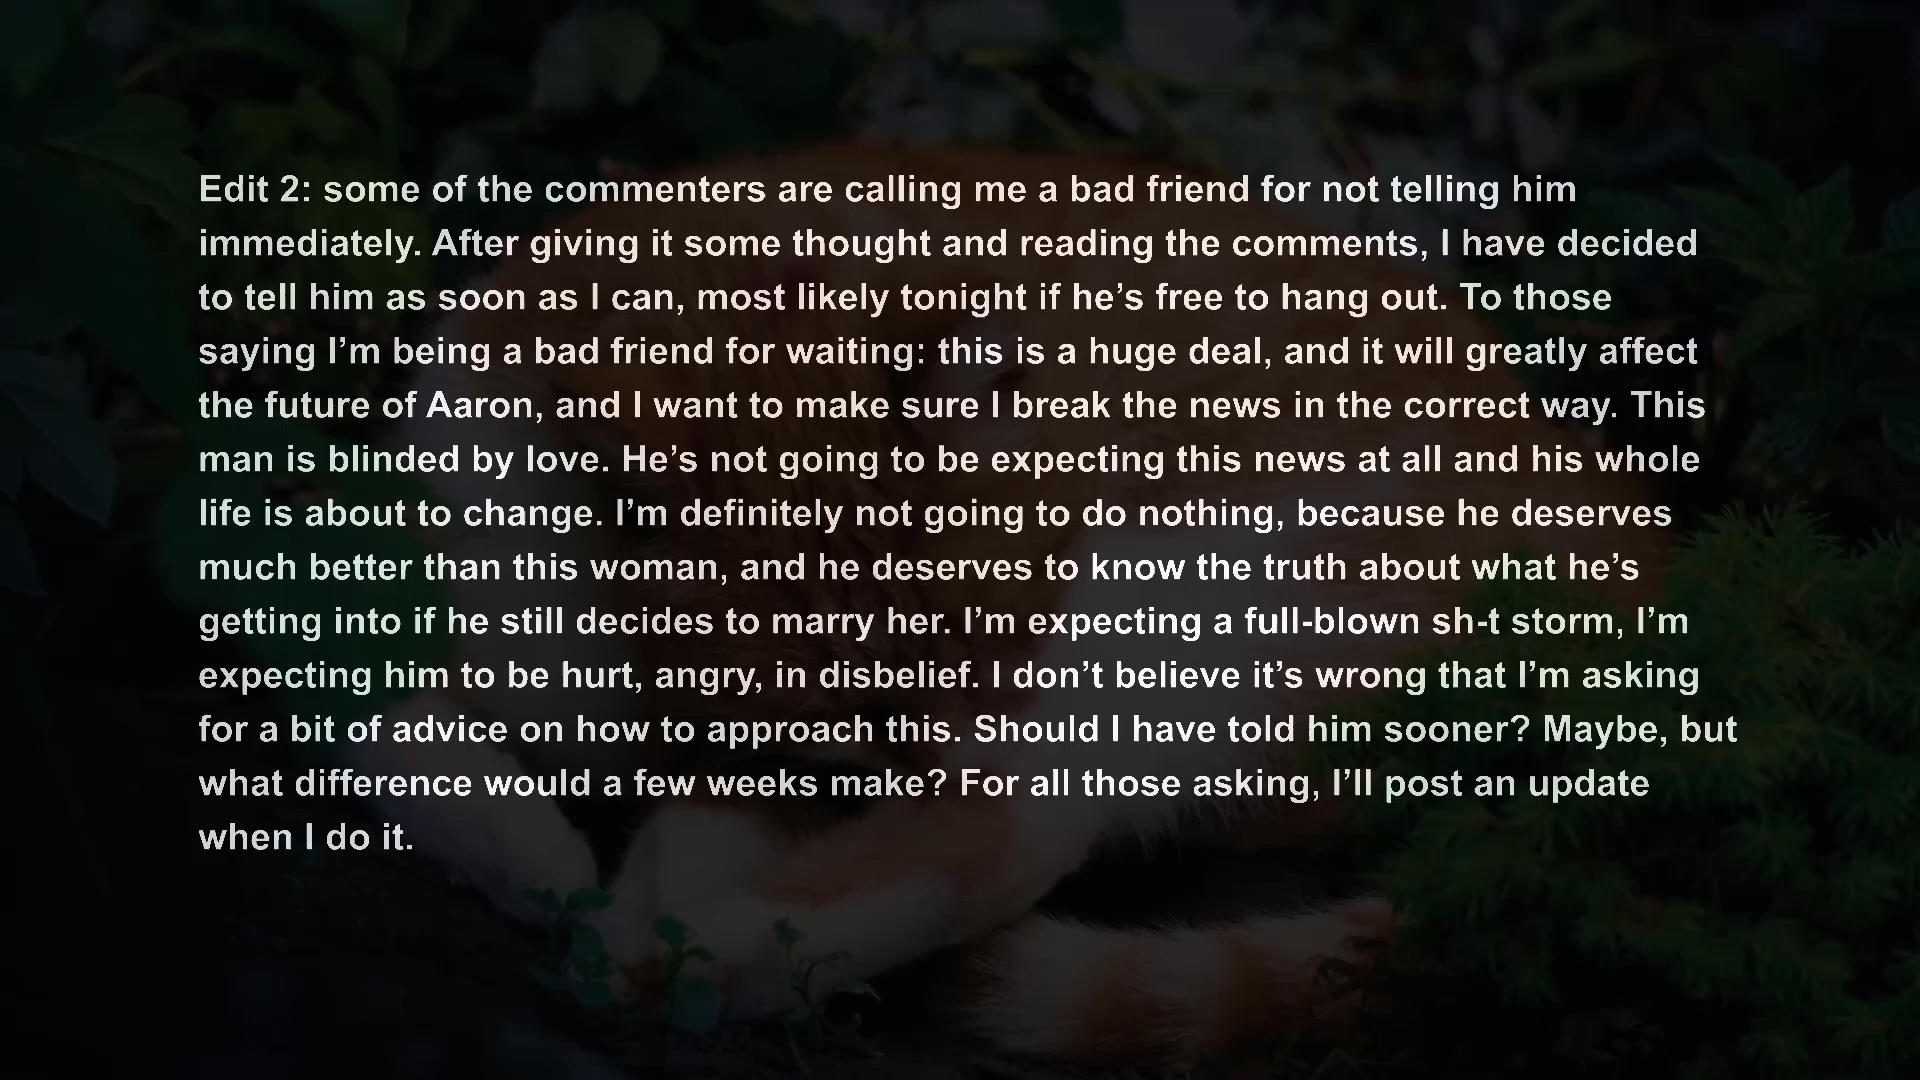 Edit 2: some of the commenters are calling me a bad friend for not telling him
immediately. After giving it some thought and reading the comments, I have decided
to tell him as soon as I can, most likely tonight if he’s free to hang out. To those
saying I’m being a bad friend for waiting: this is a huge deal, and it will greatly affect
the future of Aaron, and I want to make sure I break the news in the correct way. This
man is blinded by love. He’s not going to be expecting this news at all and his whole
life is about to change. I’m definitely not going to do nothing, because he deserves
much better than this woman, and he deserves to know the truth about what he’s
getting into if he still decides to marry her. I’m expecting a full-blown sh-t storm, I’m
expecting him to be hurt, angry, in disbelief. I don’t believe it’s wrong that I’m asking
for a bit of advice on how to approach this. Should I have told him sooner? Maybe, but
what difference would a few weeks make? For all those asking, I’ll post an update
when I do it.